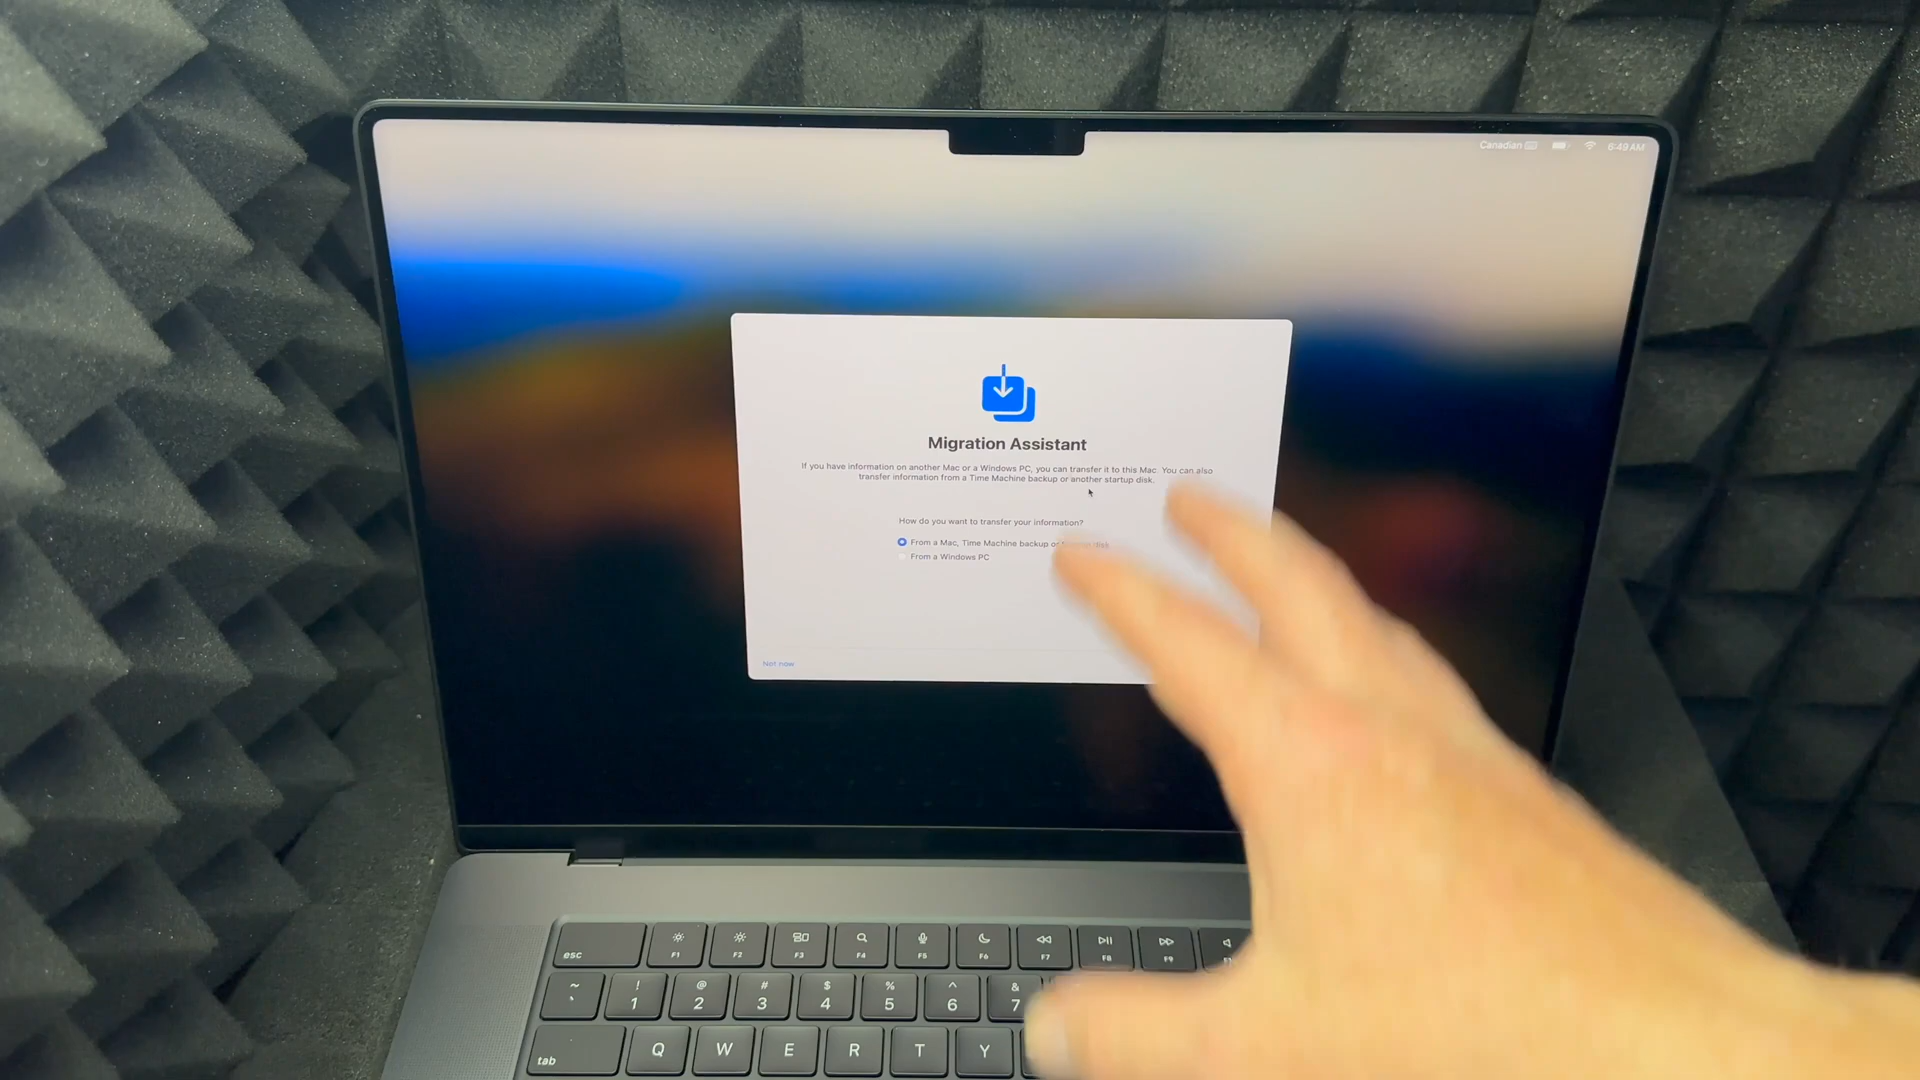 Canadian
6:49 AM
Migration Assistant
If you have information on another Mac or a Windows PC, you can transfer it to this Mac. You can also
transfer information from a Time Machine backup or another startup disk.
How do you want to transfer your information?
From a Mac, Time Machine backup or disk
From a Windows PC
Not now
esc
F1
F2
F3
F4
F5
F6
F7
F8
F9
~ `
! 1
@ 2
# 3
$ 4
% 5
^ 6
& 7
tab
Q
W
E
R
T
Y